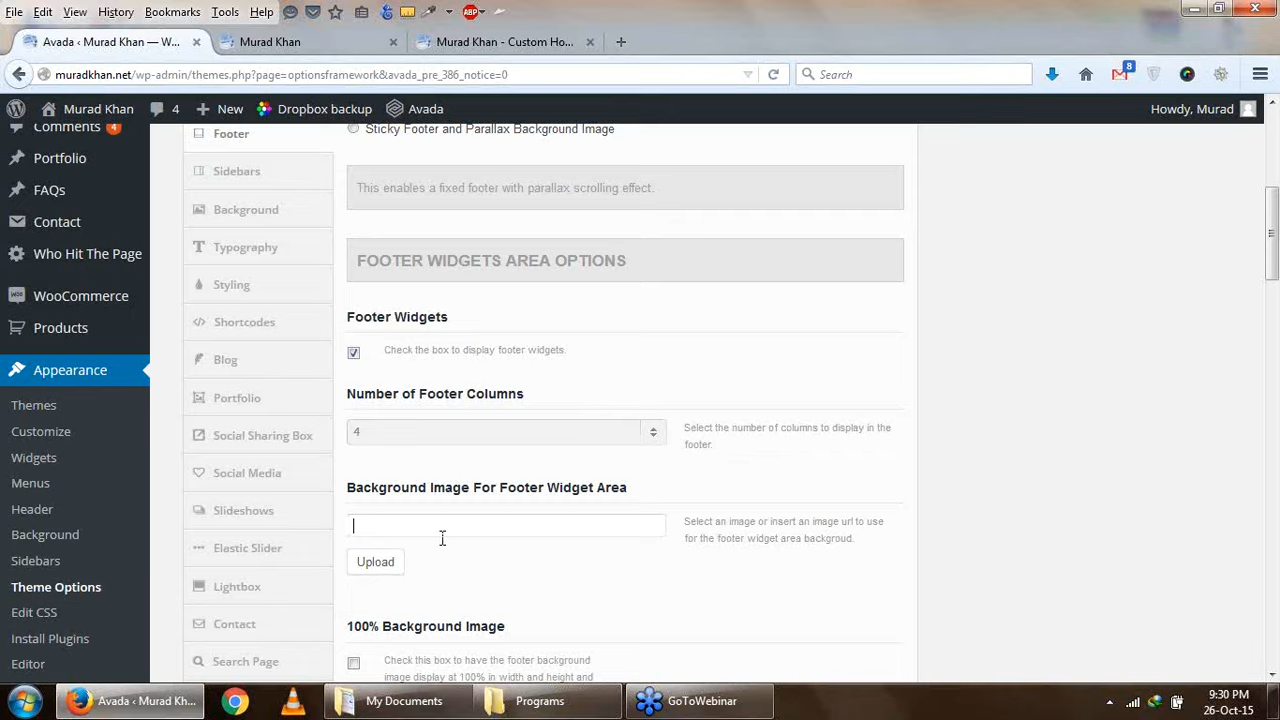 File Edit View History Bookmarks Tools Help ABP
Avada ‹ Murad Khan — W... × Murad Khan × Murad Khan - Custom Ho... × +
muradkhan.net/wp-admin/themes.php?page=optionsframework&avada_pre_386_notice=0 Search 8
Murad Khan 4 + New Dropbox backup Avada Howdy, Murad
Comments 4
Portfolio
FAQs
Contact
Who Hit The Page
WooCommerce
Products
Appearance
Themes
Customize
Widgets
Menus
Header
Background
Sidebars
Theme Options
Edit CSS
Install Plugins
Editor
Footer
Sidebars
Background
Typography
Styling
Shortcodes
Blog
Portfolio
Social Sharing Box
Social Media
Slideshows
Elastic Slider
Lightbox
Contact
Search Page
Sticky Footer and Parallax Background Image
This enables a fixed footer with parallax scrolling effect.
FOOTER WIDGETS AREA OPTIONS
Footer Widgets
Check the box to display footer widgets.
Number of Footer Columns
4
Select the number of columns to display in the
footer.
Background Image For Footer Widget Area
Select an image or insert an image url to use
for the footer widget area backgroud.
Upload
100% Background Image
Check this box to have the footer background
image display at 100% in width and height and
Avada ‹ Murad Khan ... My Documents Programs GoToWebinar
9:30 PM
26-Oct-15